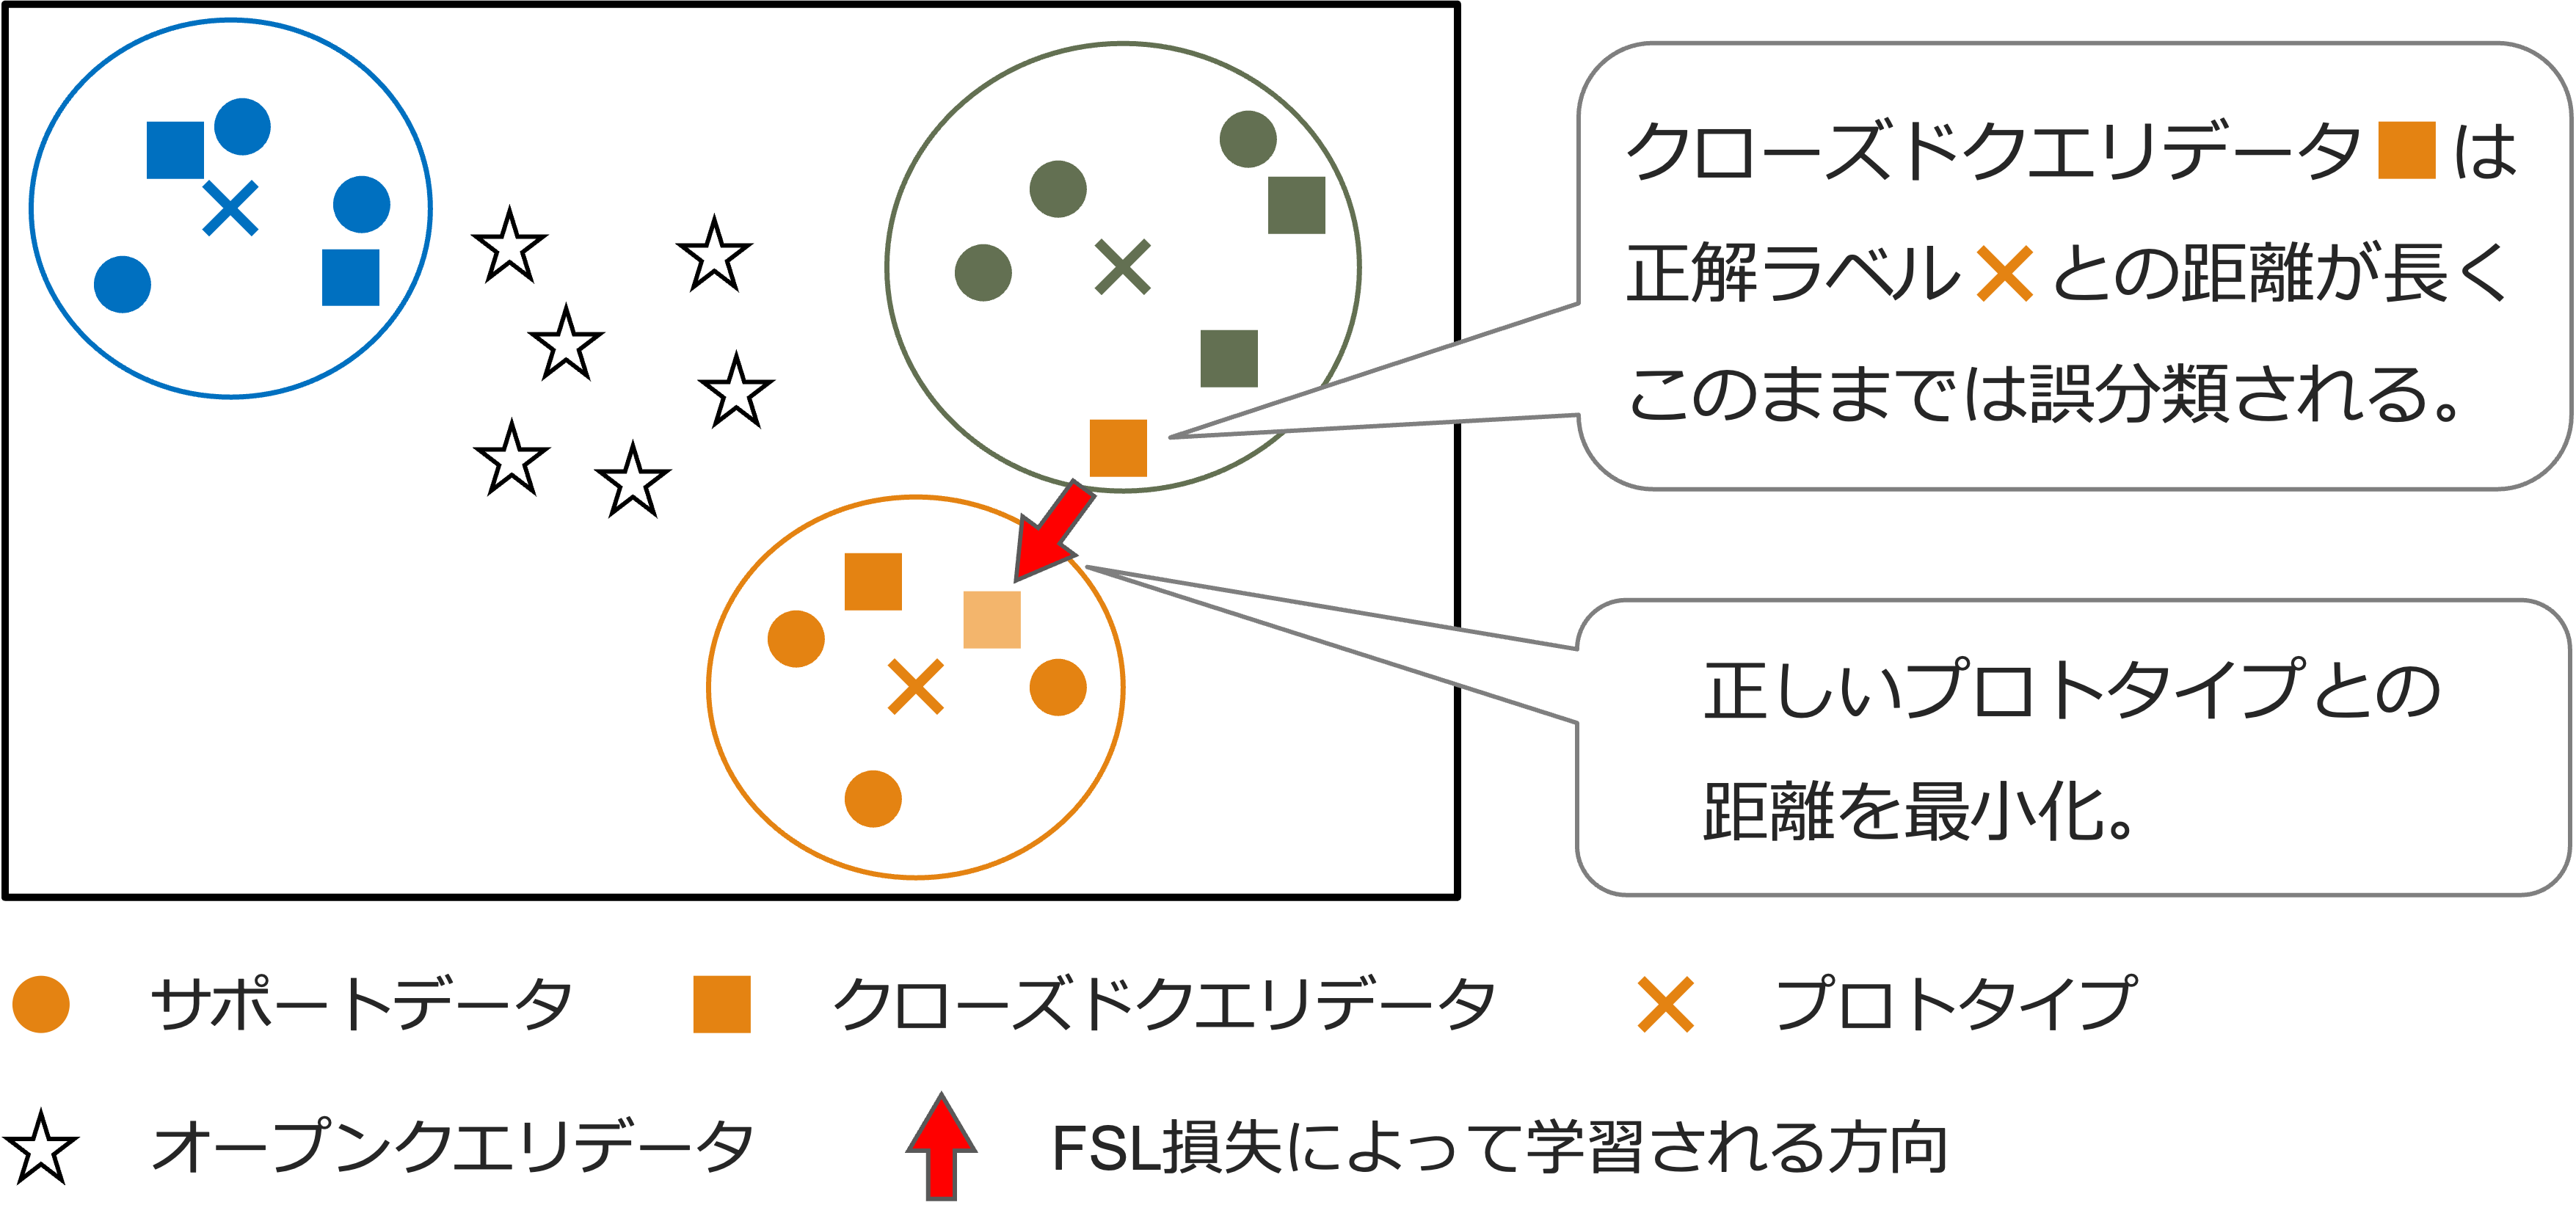 クローズドクエリデータ■は
正解ラベル×との距離が長く
このままでは誤分類される。
正しいプロトタイプとの
距離を最小化。
サポートデータ
クローズドクエリデータ
プロトタイプ
オープンクエリデータ
FSL損失によって学習される方向